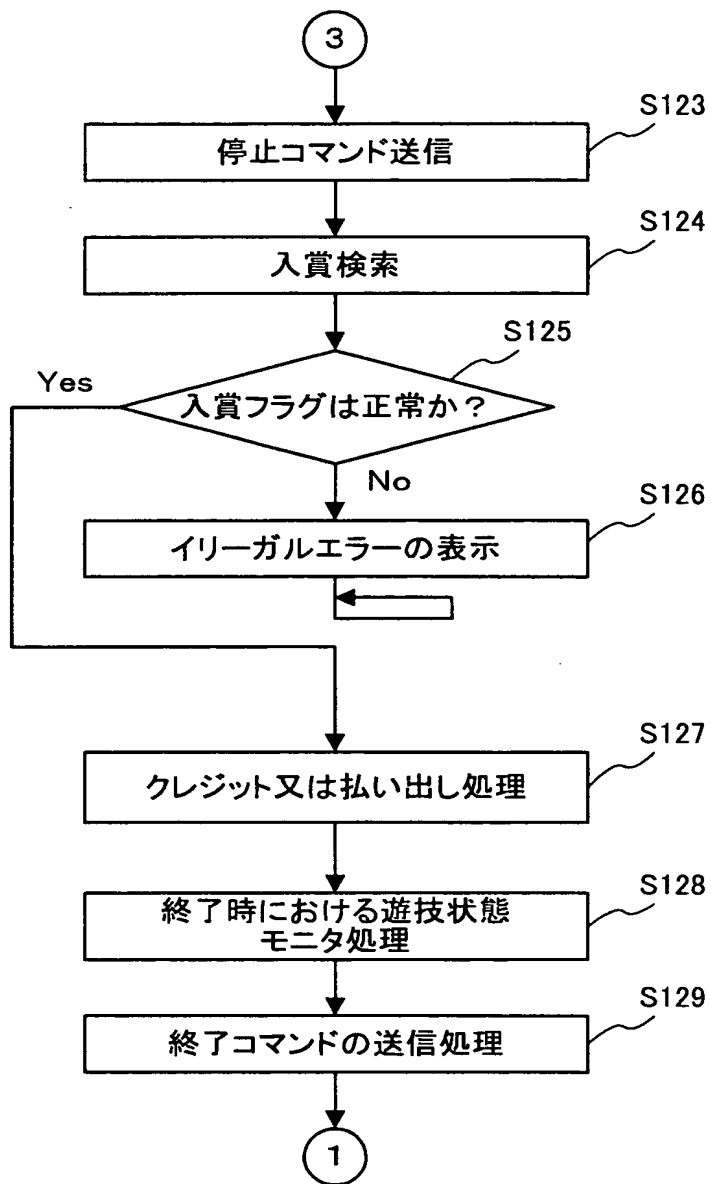 3
S123
停止コマンド送信
S124
入賞検索
S125
Yes
入賞フラグは正常か?
No
S126
イリーガルエラーの表示
S127
クレジット又は払い出し処理
S128
終了時における遊技状態
モニタ処理
S129
終了コマンドの送信処理
1